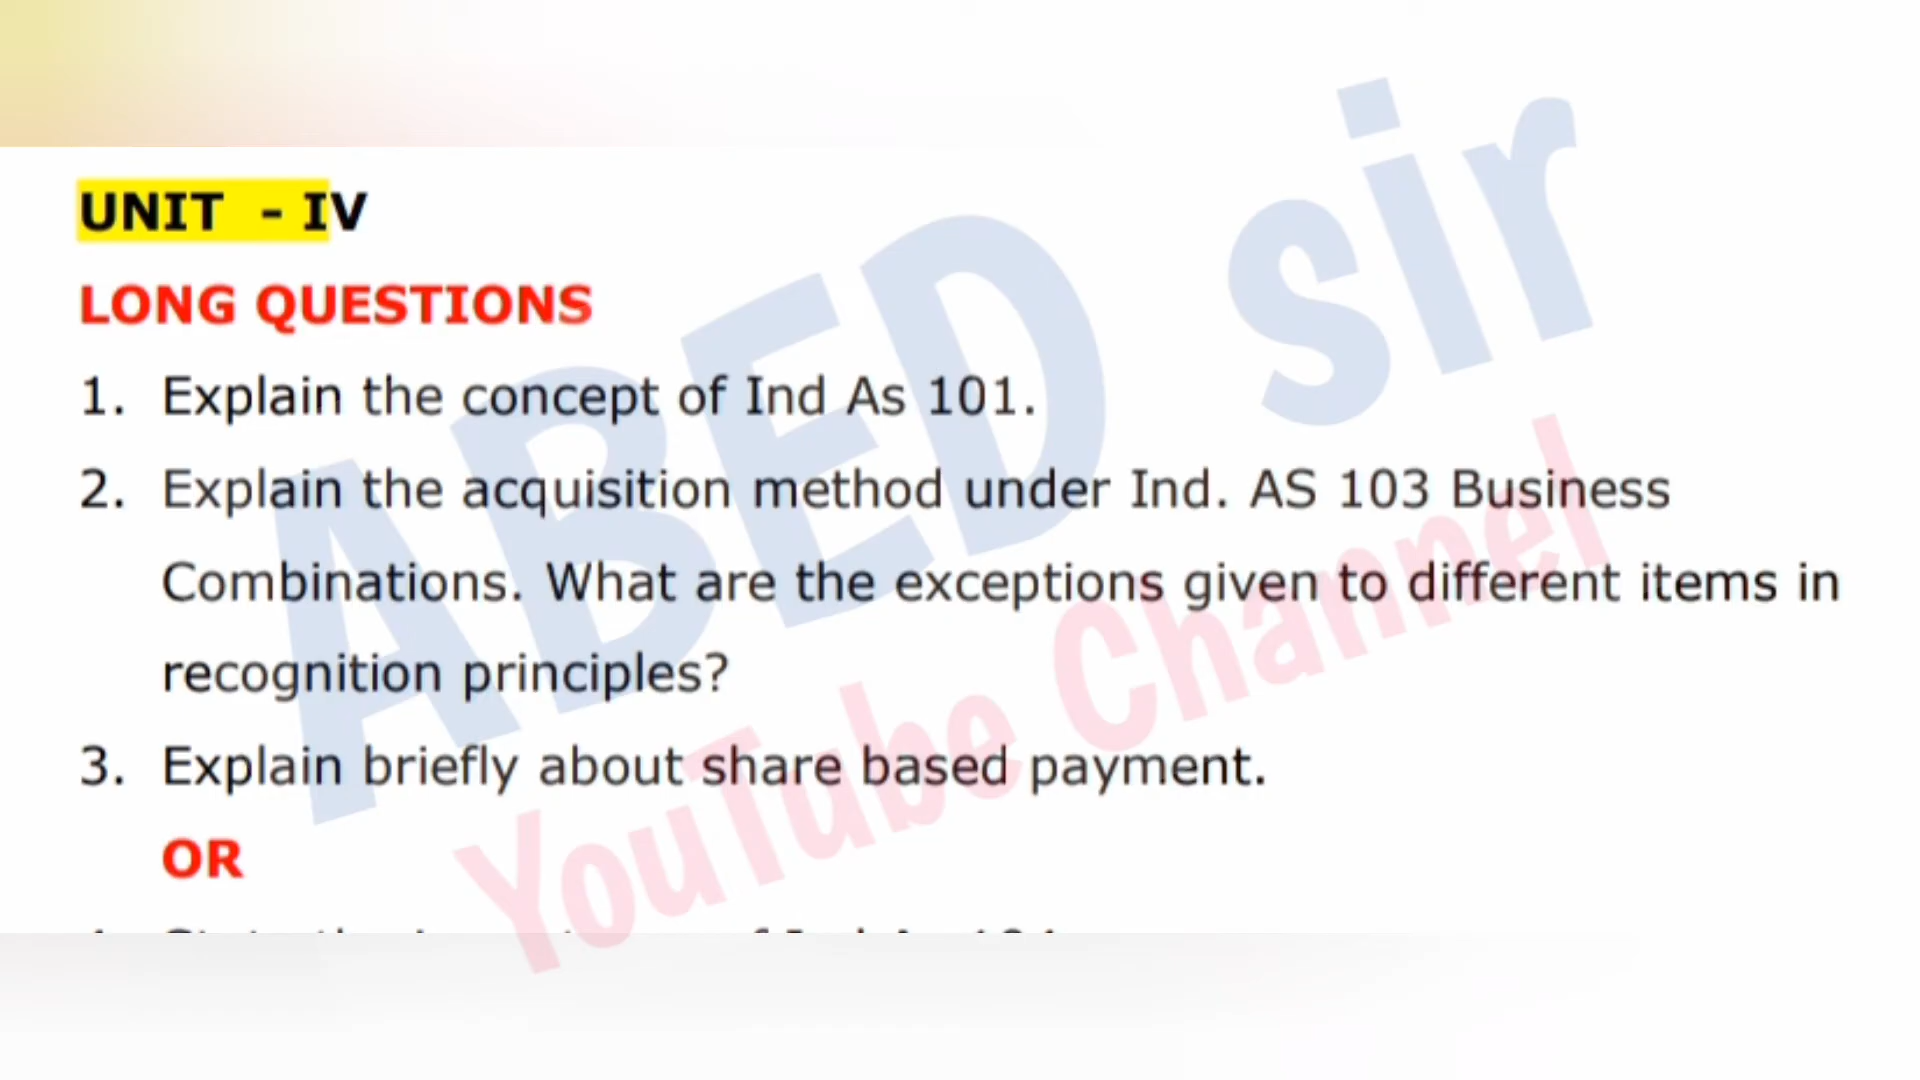 UNIT - IV
LONG QUESTIONS
1. Explain the concept of Ind As 101.
2. Explain the acquisition method under Ind. AS 103 Business
Combinations. What are the exceptions given to different items in
recognition principles?
3. Explain briefly about share based payment.
OR
ABED sir
YouTube Channel